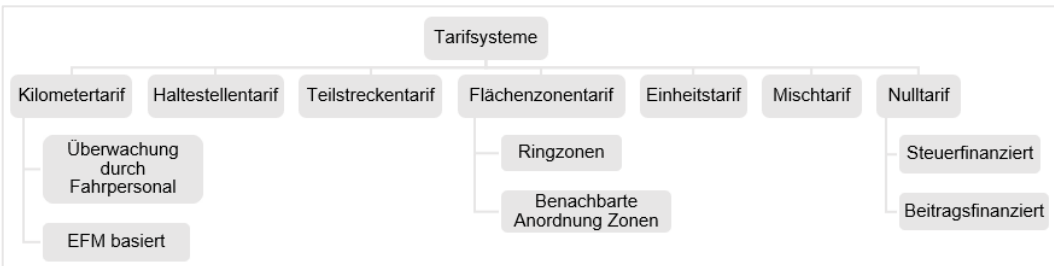 Tarifsysteme
Kilometertarif
Haltestellentarif
Teilstreckentarif
Flächenzonentarif
Einheitstarif
Mischtarif
Nulltarif
Überwachung
durch
Fahrpersonal
EFM basiert
Ringzonen
Benachbarte
Anordnung Zonen
Steuerfinanziert
Beitragsfinanziert